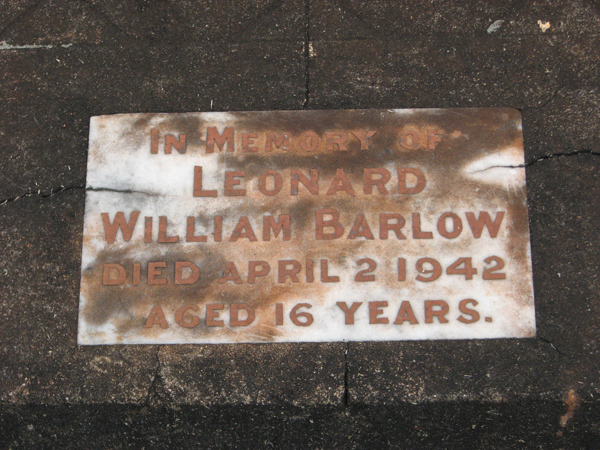 IN MEMORY OF
LEONARD
WILLIAM BARLOW
DIED APRIL 2 1942
AGED 16 YEARS.